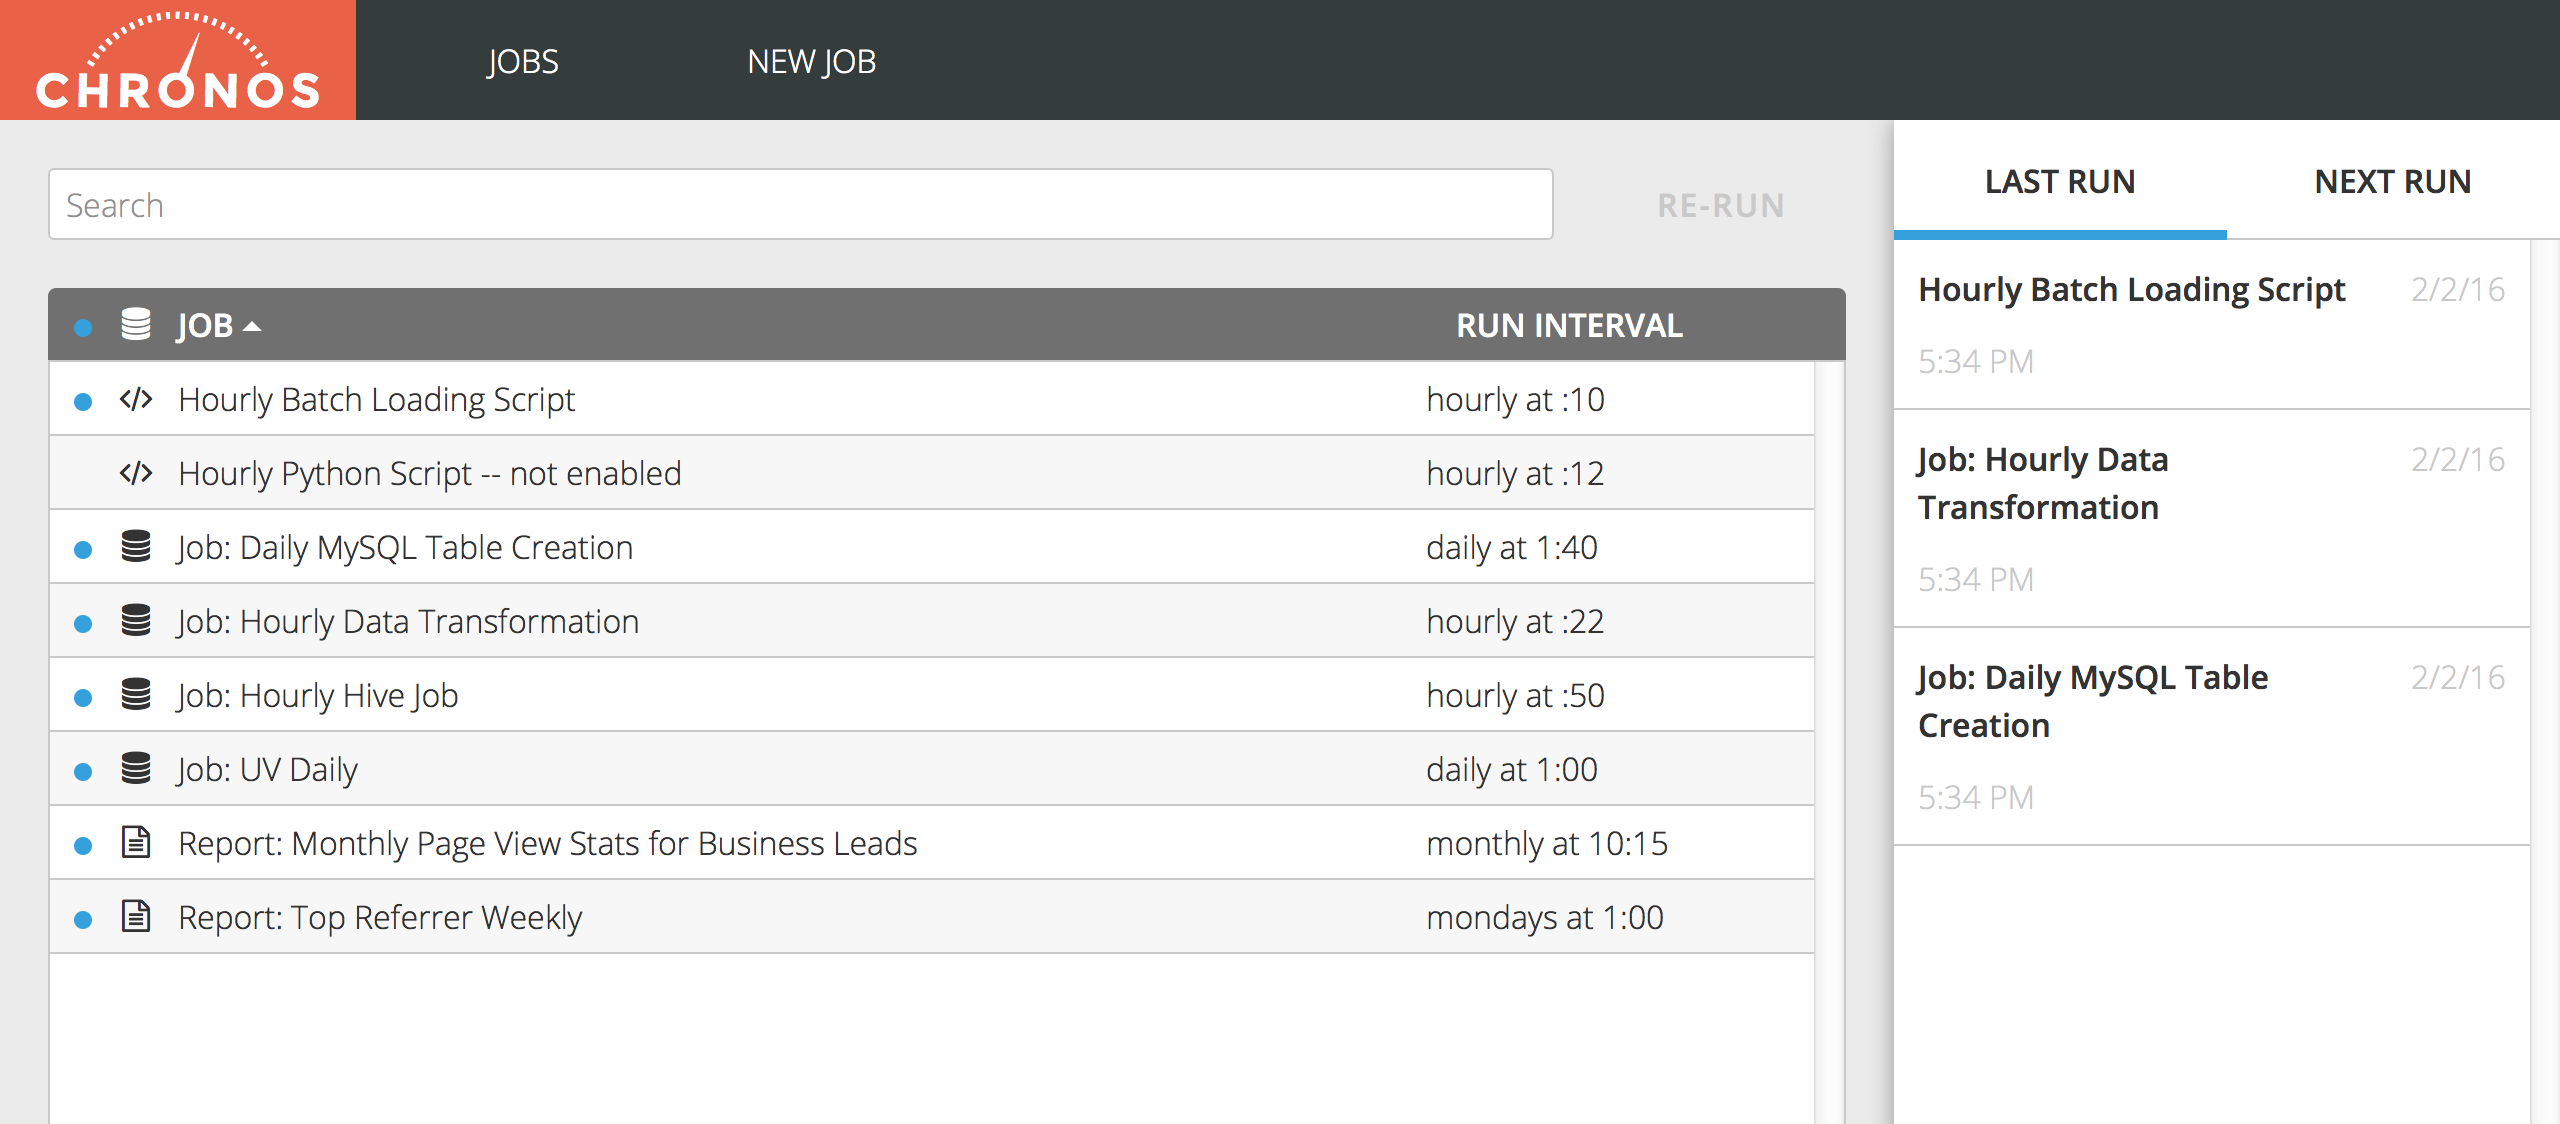 CHRONOS
JOBS
NEW JOB
Search
RE-RUN
JOB
RUN INTERVAL
Hourly Batch Loading Script
hourly at :10
Hourly Python Script -- not enabled
hourly at :12
Job: Daily MySQL Table Creation
daily at 1:40
Job: Hourly Data Transformation
hourly at :22
Job: Hourly Hive Job
hourly at :50
Job: UV Daily
daily at 1:00
Report: Monthly Page View Stats for Business Leads
monthly at 10:15
Report: Top Referrer Weekly
mondays at 1:00
LAST RUN
NEXT RUN
Hourly Batch Loading Script
2/2/16
5:34 PM
Job: Hourly Data
2/2/16
Transformation
5:34 PM
Job: Daily MySQL Table
2/2/16
Creation
5:34 PM